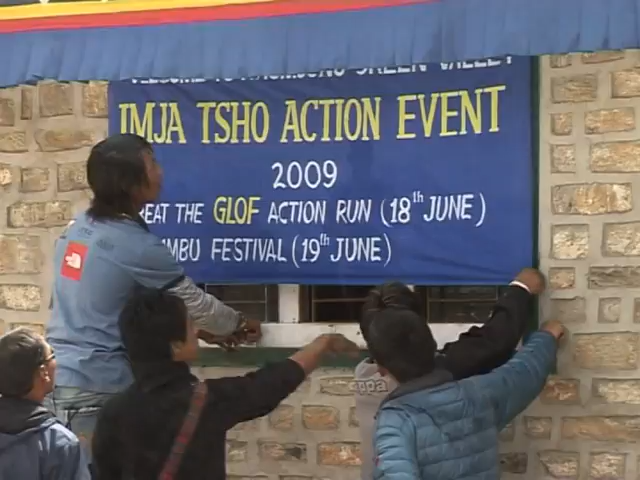 IMJA TSHO ACTION EVENT
2009
EAT THE GLOF ACTION RUN (18th JUNE)
MBU FESTIVAL (19th JUNE)